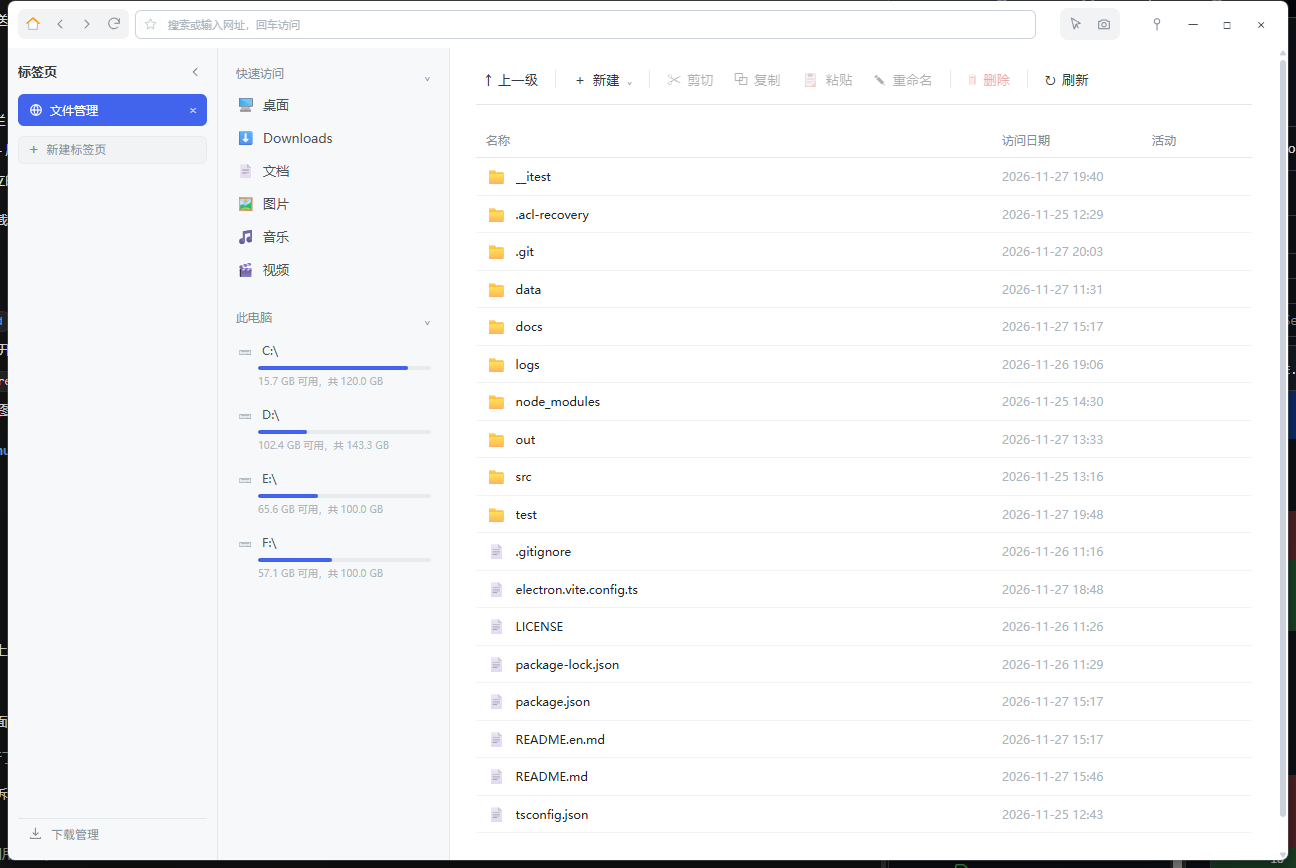 搜索或输入网址，回车访问
标签页
文件管理
新建标签页
下载管理
快速访问
桌面
Downloads
文档
图片
音乐
视频
此电脑
C:\
15.7 GB 可用，共 120.0 GB
D:\
102.4 GB 可用，共 143.3 GB
E:\
65.6 GB 可用，共 100.0 GB
F:\
57.1 GB 可用，共 100.0 GB
↑ 上一级 + 新建 剪切 复制 粘贴 重命名 删除 ↻ 刷新
名称 访问日期 活动
__itest 2026-11-27 19:40
.acl-recovery 2026-11-25 12:29
.git 2026-11-27 20:03
data 2026-11-27 11:31
docs 2026-11-27 15:17
logs 2026-11-26 19:06
node_modules 2026-11-25 14:30
out 2026-11-27 13:33
src 2026-11-25 13:16
test 2026-11-27 19:48
.gitignore 2026-11-26 11:16
electron.vite.config.ts 2026-11-27 18:48
LICENSE 2026-11-26 11:26
package-lock.json 2026-11-26 11:29
package.json 2026-11-27 15:17
README.en.md 2026-11-27 15:17
README.md 2026-11-27 15:46
tsconfig.json 2026-11-25 12:43